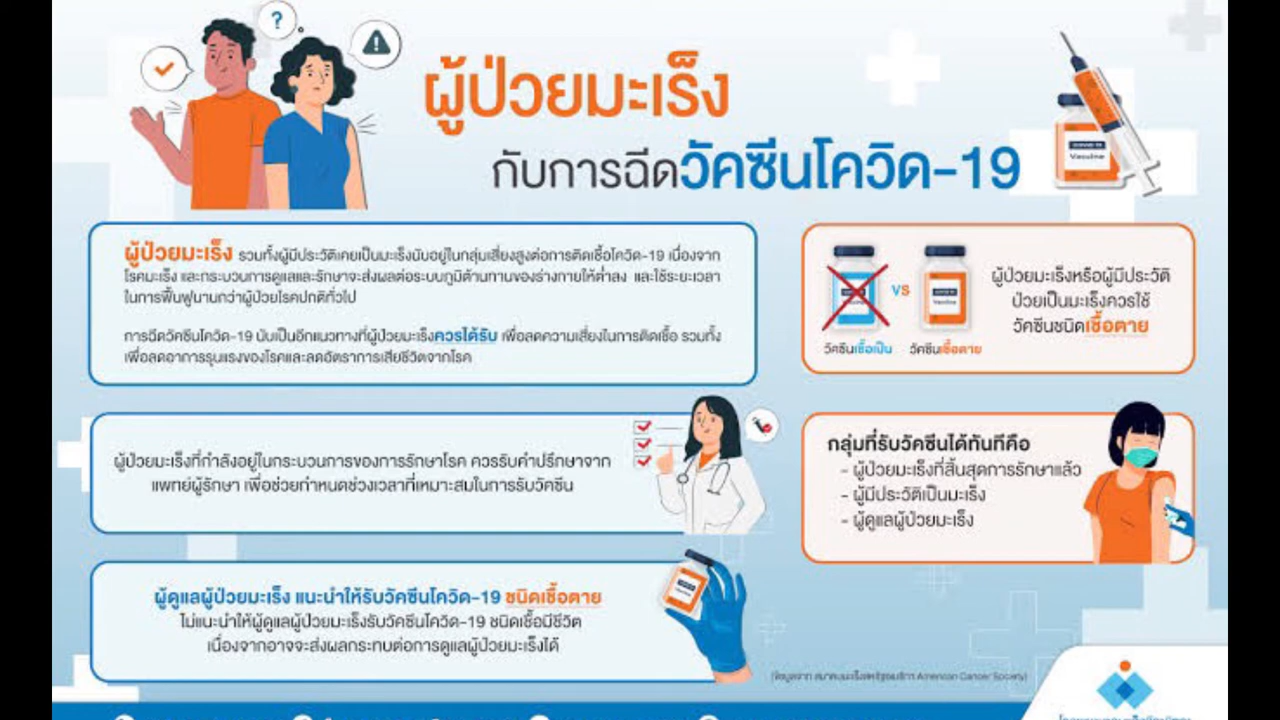 ผู้ป่วยมะเร็ง
กับการฉีดวัคซีนโควิด-19
Vaccine
ผู้ป่วยมะเร็ง รวมทั้งผู้มีประวัติเคยเป็นมะเร็งนับอยู่ในกลุ่มเสี่ยงสูงต่อการติดเชื้อโควิด-19 เนื่องจาก
โรคมะเร็ง และกระบวนการดูแลและรักษาจะส่งผลต่อระบบภูมิต้านทานของร่างกายให้ต่ำลง และใช้ระยะเวลา
ในการฟื้นฟูนานกว่าผู้ป่วยโรคปกติทั่วไป
การฉีดวัคซีนโควิด-19 นับเป็นอีกแนวทางที่ผู้ป่วยมะเร็งควรได้รับ เพื่อลดความเสี่ยงในการติดเชื้อ รวมทั้ง
เพื่อลดอาการรุนแรงของโรคและลดอัตราการเสียชีวิตจากโรค
VS
วัคซีนเชื้อเป็น วัคซีนเชื้อตาย
ผู้ป่วยมะเร็งหรือผู้มีประวัติ
ป่วยเป็นมะเร็งควรใช้
วัคซีนชนิดเชื้อตาย
ผู้ป่วยมะเร็งที่กำลังอยู่ในกระบวนการของการรักษาโรค ควรรับคำปรึกษาจาก
แพทย์ผู้รักษา เพื่อช่วยกำหนดช่วงเวลาที่เหมาะสมในการรับวัคซีน
กลุ่มที่รับวัคซีนได้ทันทีคือ
- ผู้ป่วยมะเร็งที่สิ้นสุดการรักษาแล้ว
- ผู้มีประวัติเป็นมะเร็ง
- ผู้ดูแลผู้ป่วยมะเร็ง
ผู้ดูแลผู้ป่วยมะเร็ง แนะนำให้รับวัคซีนโควิด-19 ชนิดเชื้อตาย
ไม่แนะนำให้ผู้ดูแลผู้ป่วยมะเร็งรับวัคซีนโควิด-19 ชนิดเชื้อมีชีวิต
เนื่องจากอาจจะส่งผลกระทบต่อการดูแลผู้ป่วยมะเร็งได้
(ข้อมูลจาก สมาคมมะเร็งสหรัฐอเมริกา American Cancer Society)